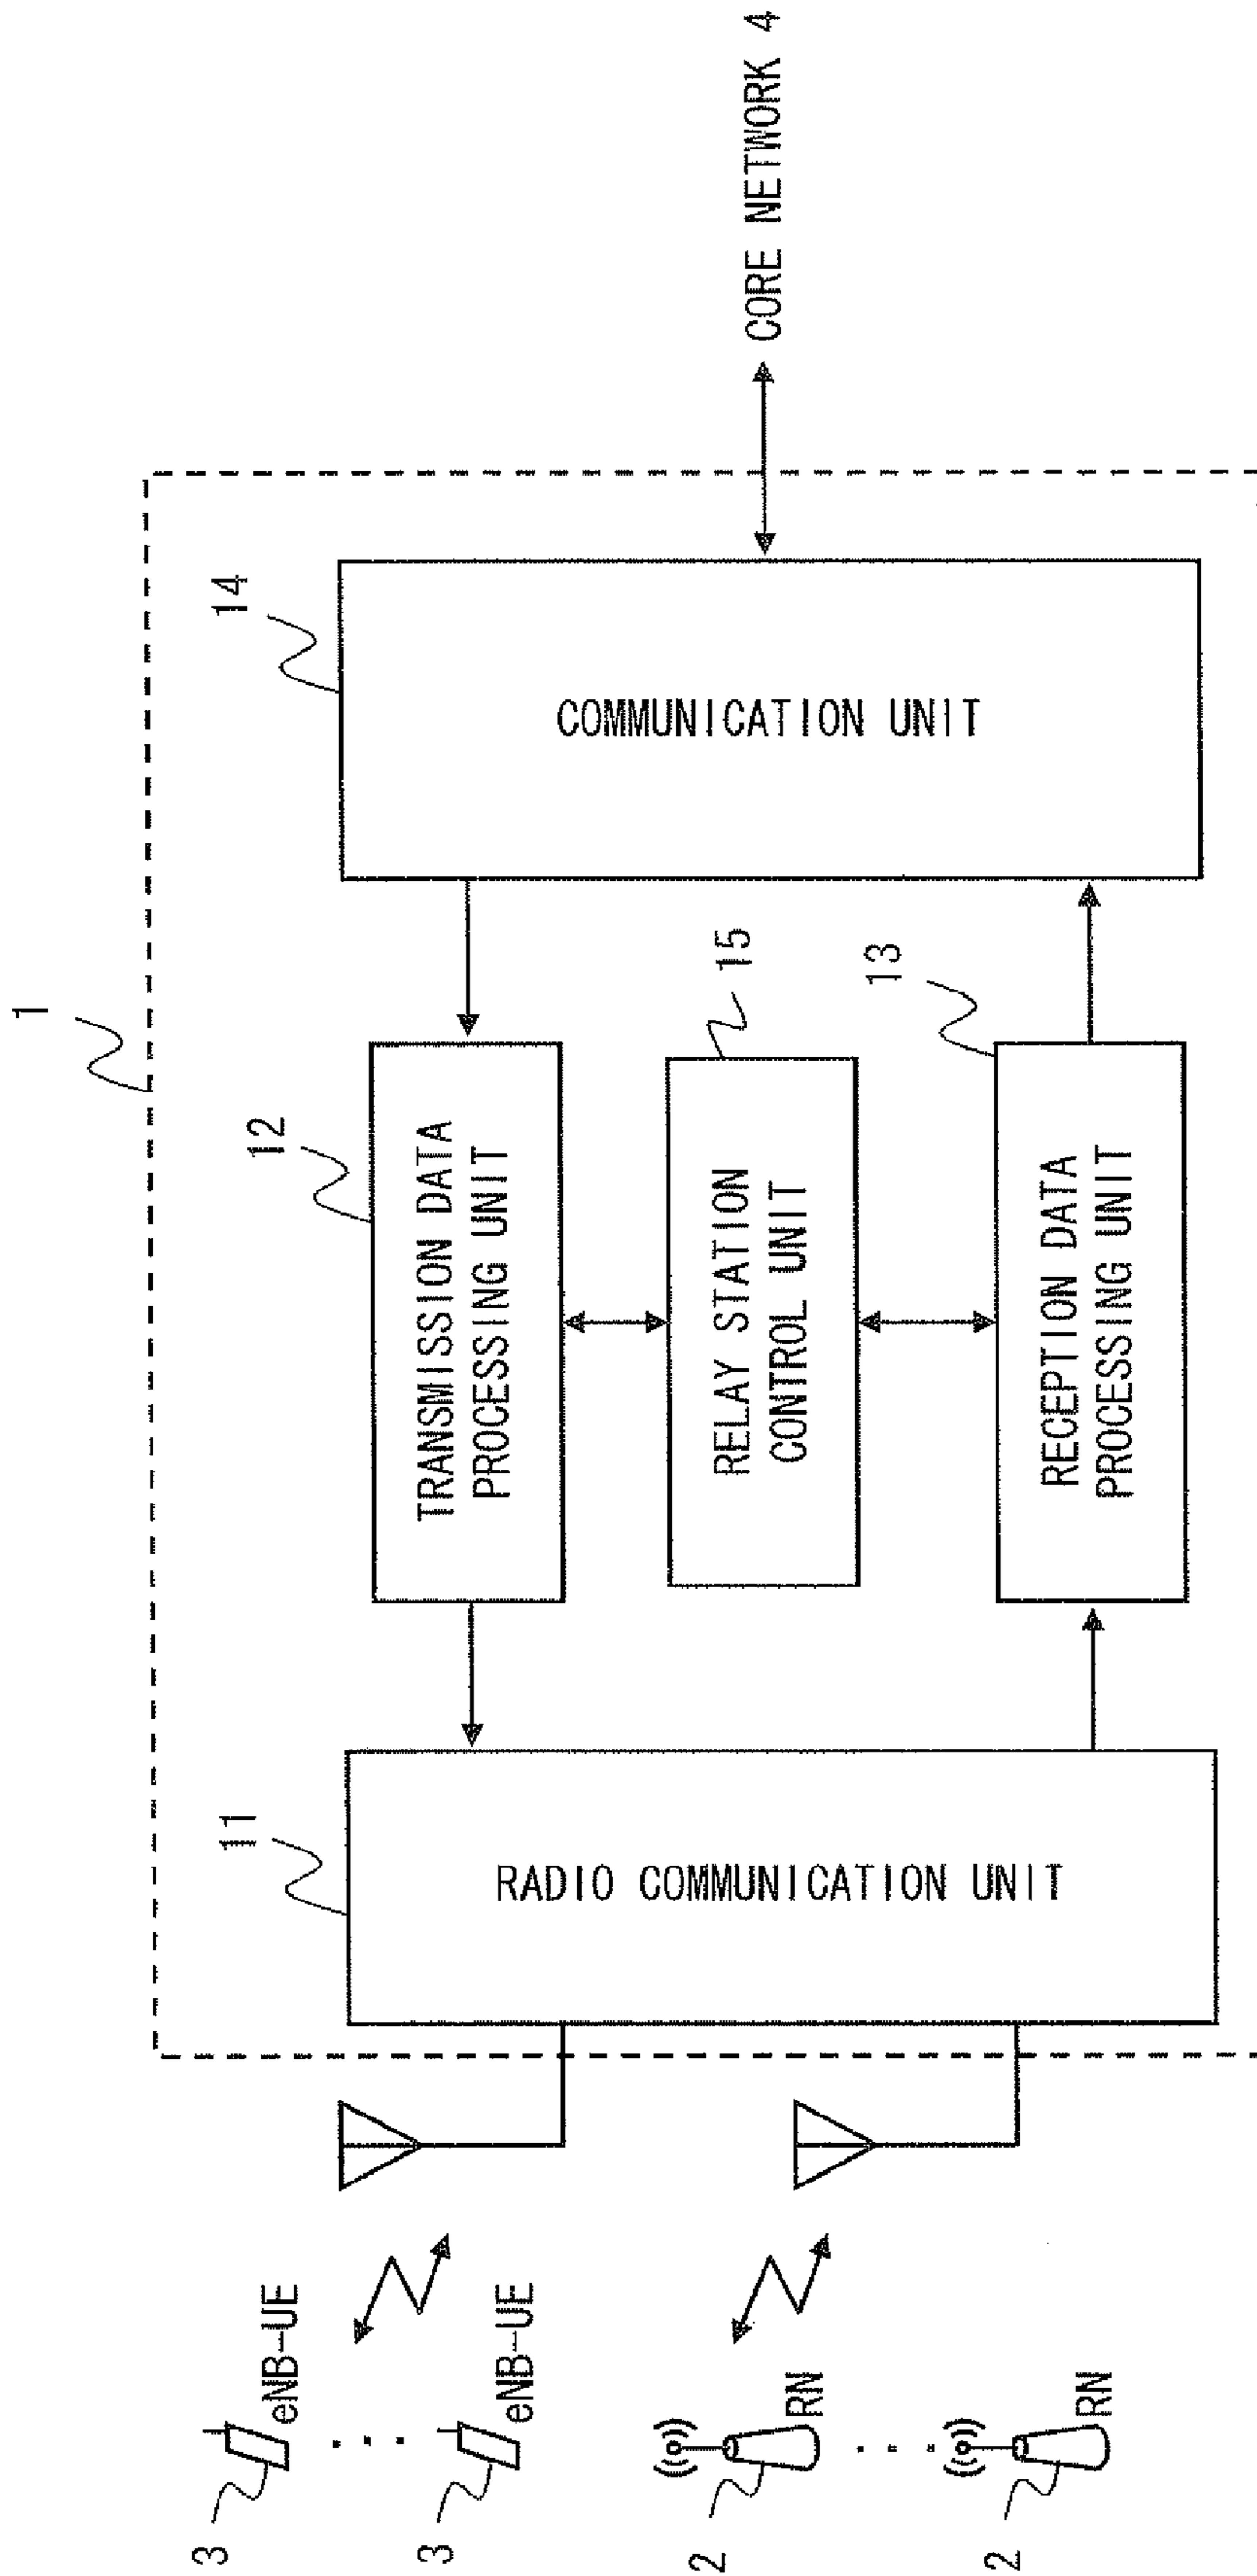 1
3
eNB-UE
3
eNB-UE
2
RN
2
RN
11
RADIO COMMUNICATION UNIT
12
TRANSMISSION DATA
PROCESSING UNIT
15
RELAY STATION
CONTROL UNIT
13
RECEPTION DATA
PROCESSING UNIT
14
COMMUNICATION UNIT
CORE NETWORK 4